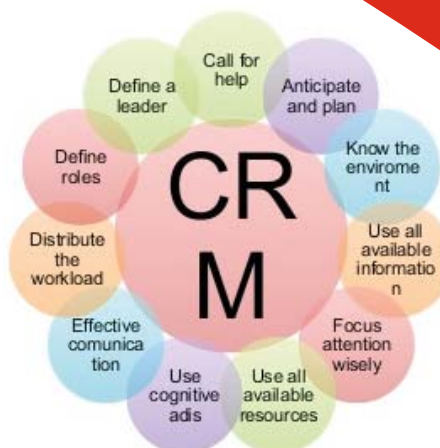 CR
M
Call for
help
Anticipate
and plan
Know the
envirome
nt
Use all
available
informatio
n
Focus
attention
wisely
Use all
available
resources
Use
cognitive
adis
Effective
comunica
tion
Distribute
the
workload
Define
roles
Define a
leader